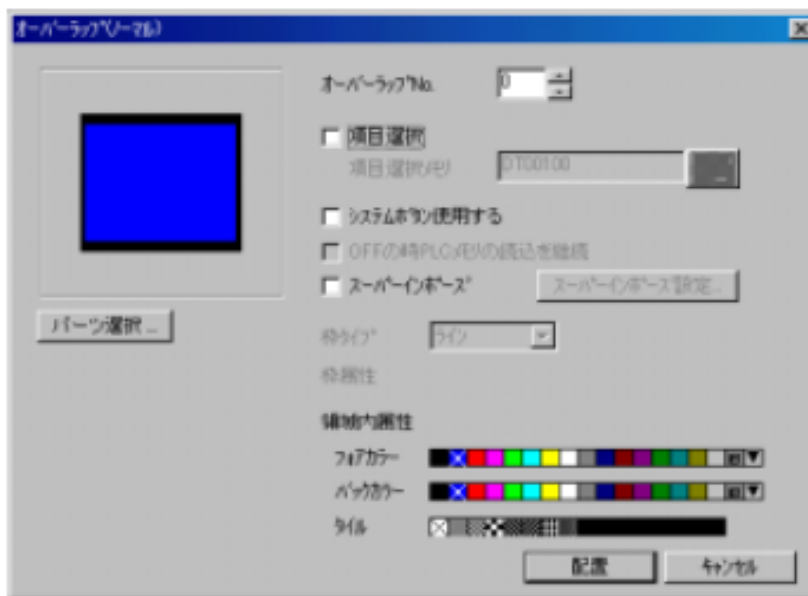 オーバーラップ(ノーマル)
オーバーラップNo. 0
項目選択
項目選択メモリ DT00100
システムボタン使用する
OFFの時PLCメモリの読込を継続
スーパーインポーズ スーパーインポーズ設定...
パーツ選択...
枠タイプ ライン
枠属性
領域内属性
フォアカラー
バックカラー
タイル
配置 キャンセル